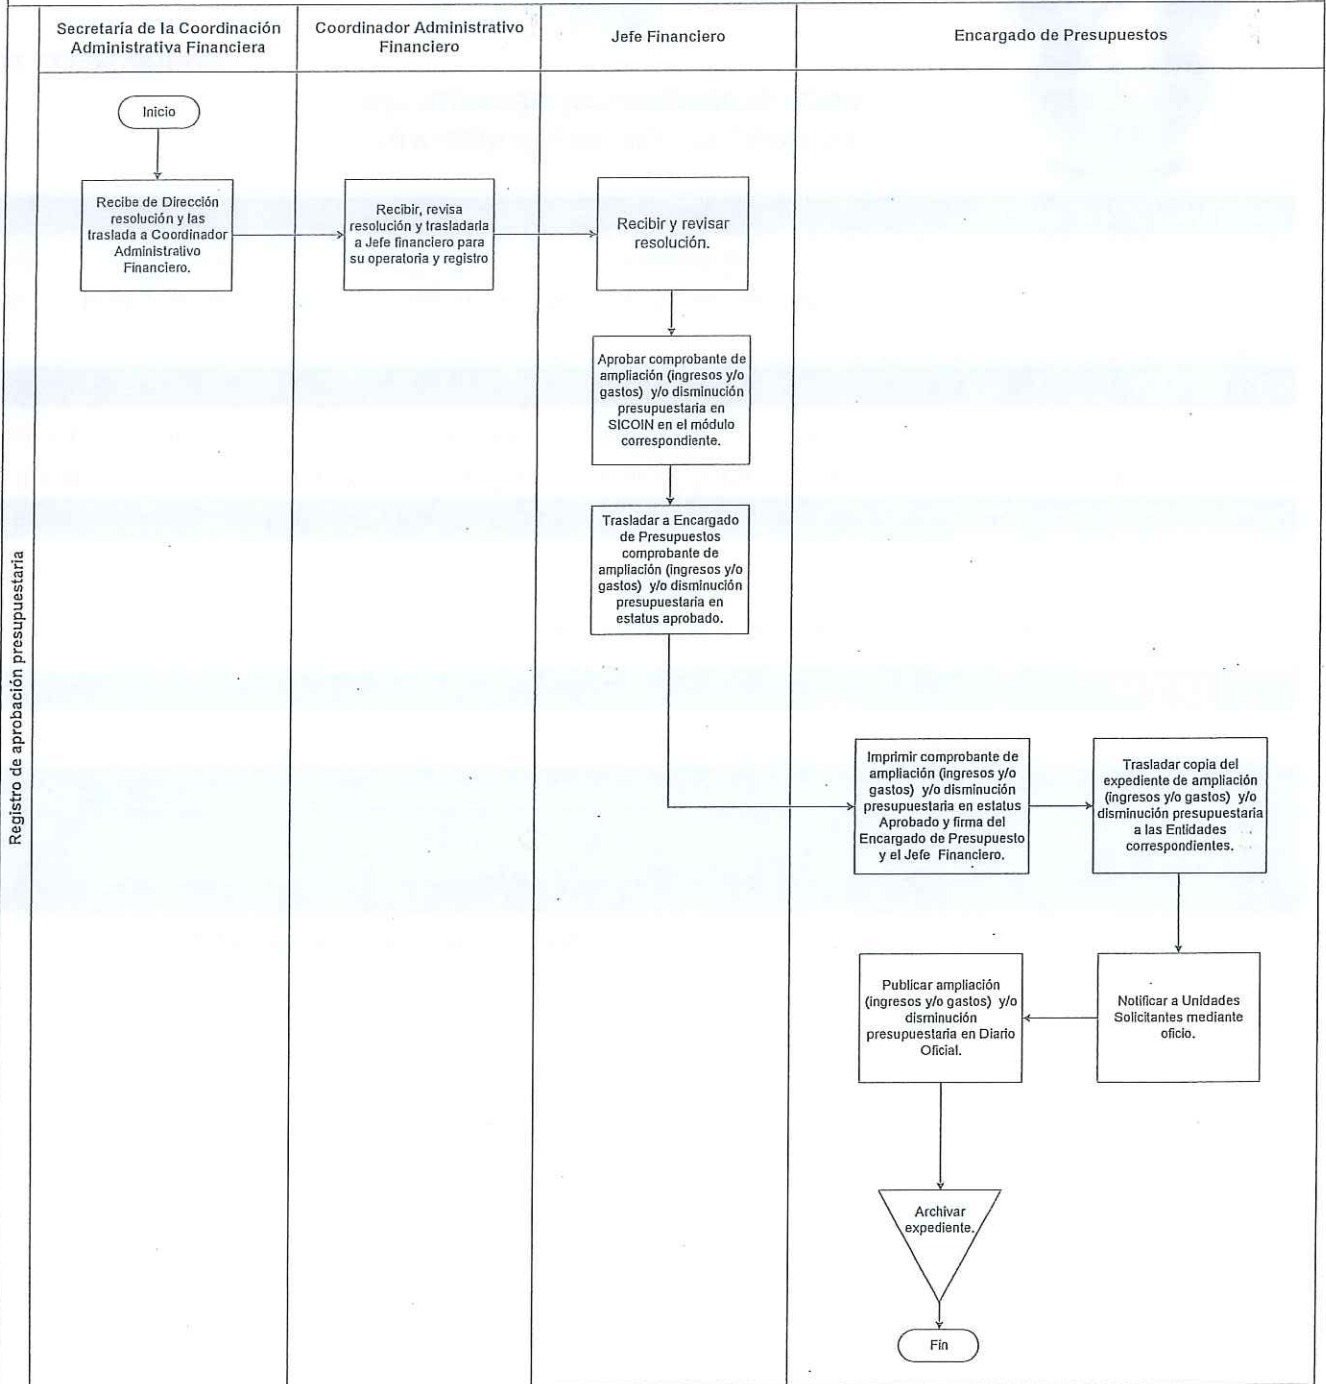 Secretaría de la Coordinación
Administrativa Financiera
Coordinador Administrativo
Financiero
Jefe Financiero
Encargado de Presupuestos
Registro de aprobación presupuestaria
Inicio
Recibe de Dirección
resolución y las
traslada a Coordinador
Administrativo
Financiero.
Recibir, revisa
resolución y trasladarla
a Jefe financiero para
su operatoria y registro
Recibir y revisar
resolución.
Aprobar comprobante de
ampliación (ingresos y/o
gastos) y/o disminución
presupuestaria en
SICOIN en el módulo
correspondiente.
Trasladar a Encargado
de Presupuestos
comprobante de
ampliación (ingresos y/o
gastos) y/o disminución
presupuestaria en
estatus aprobado.
Imprimir comprobante de
ampliación (ingresos y/o
gastos) y/o disminución
presupuestaria en estatus
Aprobado y firma del
Encargado de Presupuesto
y el Jefe Financiero.
Trasladar copia del
expediente de ampliación
(ingresos y/o gastos) y/o
disminución presupuestaria
a las Entidades
correspondientes.
Notificar a Unidades
Solicitantes mediante
oficio.
Publicar ampliación
(ingresos y/o gastos) y/o
disminución
presupuestaria en Diario
Oficial.
Archivar
expediente.
Fin